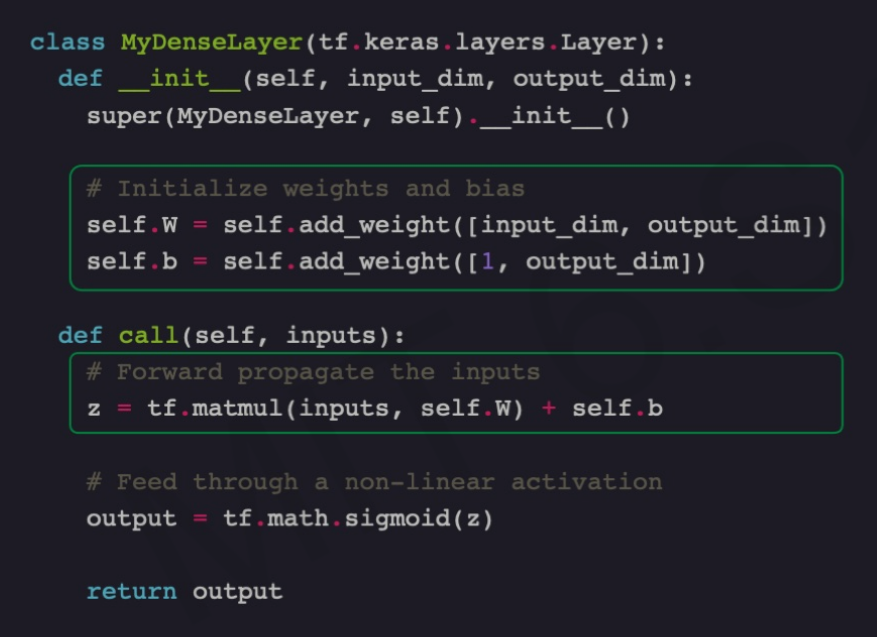 class MyDenseLayer(tf.keras.layers.Layer):
  def __init__(self, input_dim, output_dim):
    super(MyDenseLayer, self).__init__()
    # Initialize weights and bias
    self.W = self.add_weight([input_dim, output_dim])
    self.b = self.add_weight([1, output_dim])
  def call(self, inputs):
    # Forward propagate the inputs
    z = tf.matmul(inputs, self.W) + self.b
    # Feed through a non-linear activation
    output = tf.math.sigmoid(z)
    return output